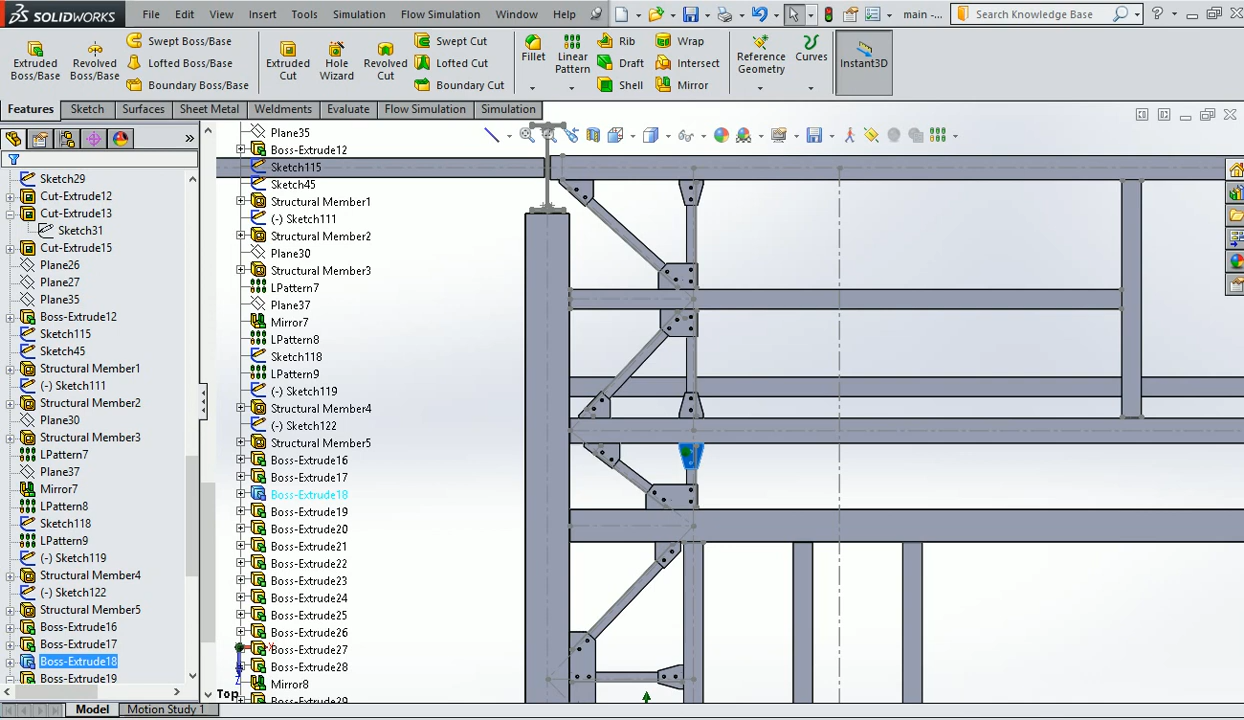 SOLIDWORKS File Edit View Insert Tools Simulation Flow Simulation Window Help main -... Search Knowledge Base ?
Extruded Boss/Base
Revolved Boss/Base
Swept Boss/Base
Lofted Boss/Base
Boundary Boss/Base
Extruded Cut
Hole Wizard
Revolved Cut
Swept Cut
Lofted Cut
Boundary Cut
Fillet
Linear Pattern
Rib
Draft
Shell
Wrap
Intersect
Mirror
Reference Geometry
Curves
Instant3D
Features Sketch Surfaces Sheet Metal Weldments Evaluate Flow Simulation Simulation
Sketch29
Cut-Extrude12
Cut-Extrude13
Sketch31
Cut-Extrude15
Plane26
Plane27
Plane35
Boss-Extrude12
Sketch115
Sketch45
Structural Member1
(-) Sketch111
Structural Member2
Plane30
Structural Member3
LPattern7
Plane37
Mirror7
LPattern8
Sketch118
LPattern9
(-) Sketch119
Structural Member4
(-) Sketch122
Structural Member5
Boss-Extrude16
Boss-Extrude17
Boss-Extrude18
Boss-Extrude19
Plane35
Boss-Extrude12
Sketch115
Sketch45
Structural Member1
(-) Sketch111
Structural Member2
Plane30
Structural Member3
LPattern7
Plane37
Mirror7
LPattern8
Sketch118
LPattern9
(-) Sketch119
Structural Member4
(-) Sketch122
Structural Member5
Boss-Extrude16
Boss-Extrude17
Boss-Extrude18
Boss-Extrude19
Boss-Extrude20
Boss-Extrude21
Boss-Extrude22
Boss-Extrude23
Boss-Extrude24
Boss-Extrude25
Boss-Extrude26
Boss-Extrude27
Boss-Extrude28
Mirror8
Boss-Extrude29
Top
Model Motion Study 1